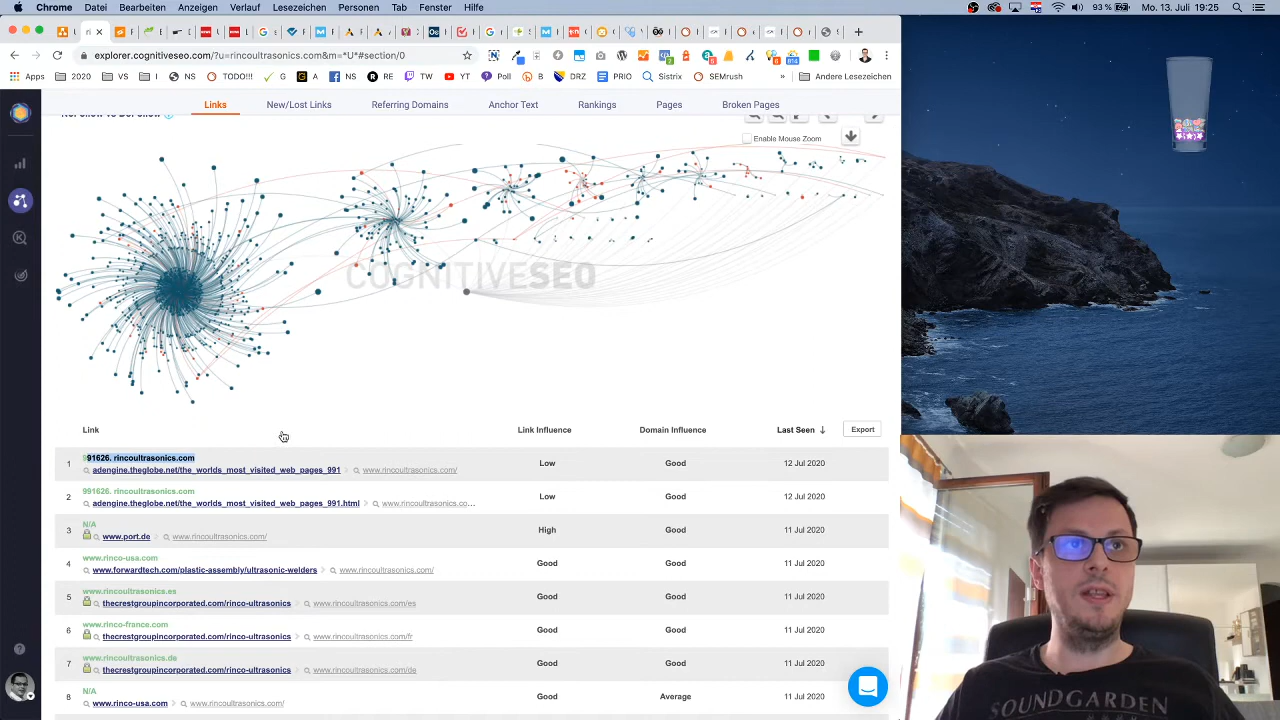 Chrome Ablage Bearbeiten Anzeigen Verlauf Lesezeichen Personen Tab Fenster Hilfe 93 % Mo. 13. Juli 19:25
explorer.cognitiveseo.com/?u=rincoultrasonics.com&m=*U*#section/0
Apps 2020 VS I NS TODO!!! G A NS RE TW YT Poll B DRZ PRIO Sistrix SEMrush » Andere Lesezeichen
Links New/Lost Links Referring Domains Anchor Text Rankings Pages Broken Pages
Enable Mouse Zoom
COGNITIVESEO
Link Link Influence Domain Influence Last Seen ↓ Export
991626. rincoultrasonics.com
1 adengine.theglobe.net/the_worlds_most_visited_web_pages_991 www.rincoultrasonics.com/ Low Good 12 Jul 2020
991626. rincoultrasonics.com
2 adengine.theglobe.net/the_worlds_most_visited_web_pages_991.html www.rincoultrasonics.co... Low Good 12 Jul 2020
N/A
3 www.port.de www.rincoultrasonics.com/ High Good 11 Jul 2020
www.rinco-usa.com
4 www.forwardtech.com/plastic-assembly/ultrasonic-welders www.rincoultrasonics.com/ Good Good 11 Jul 2020
www.rincoultrasonics.es
5 thecrestgroupincorporated.com/rinco-ultrasonics www.rincoultrasonics.com/es Good Good 11 Jul 2020
www.rinco-france.com
6 thecrestgroupincorporated.com/rinco-ultrasonics www.rincoultrasonics.com/fr Good Good 11 Jul 2020
www.rincoultrasonics.de
7 thecrestgroupincorporated.com/rinco-ultrasonics www.rincoultrasonics.com/de Good Good 11 Jul 2020
N/A
8 www.rinco-usa.com www.rincoultrasonics.com/ Good Average 11 Jul 2020
SOUNDGARDEN